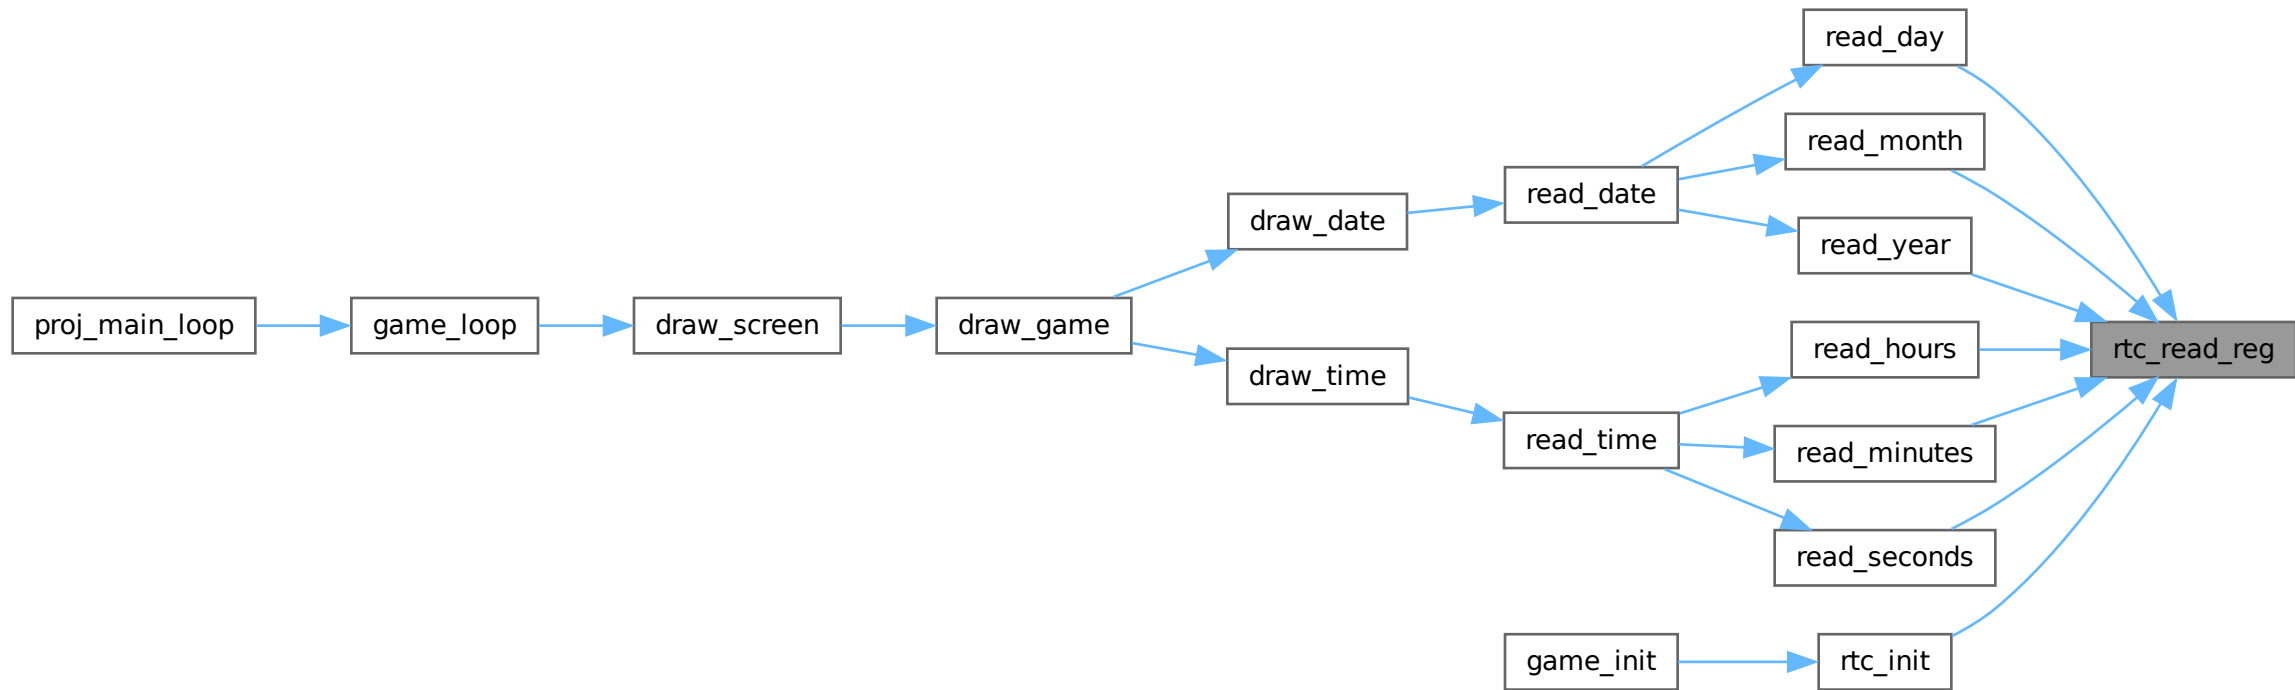 read_day
read_month
read_date
draw_date
read_year
proj_main_loop
game_loop
draw_screen
draw_game
read_hours
rtc_read_reg
draw_time
read_time
read_minutes
read_seconds
game_init
rtc_init